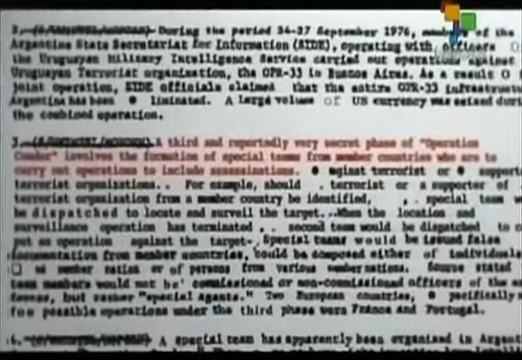 During the period 24-27 September 1976, members of the
Argentine State Secretariat for Information (SIDE), operating with officers
the Uruguayan Military Intelligence Service carried out operations against
Uruguayan Terrorist organization, the OPR-33 in Buenos Aires. As a result O
joint operation, SIDE officials claimed that the entire OPR-33 infrastructu
Argentina has been liminated. A large volume of US currency was seized duri
the combined operation.
A third and reportedly very secret phase of "Operation
Condor" involves the formation of special teams from member countries who are to
carry out operations to include assassinations. against terrorist or support
terrorist organizations.. For example, should . terrorist or a supporter of
terrorist organization from a member country be identified, , . special team w
be dispatched to locate and surveil the target...When the location and
surveillance operation has terminated , . second team would be dispatched to c
out an operation against the target-. Special teams would be issued false
documentation from member countries, could be composed either of individuals
member nation or of persons from various member nations. Source stated
team members would not be' commissioned or non-commissioned officers of the a
forces, but rather "special agents." Two European countries, specifically
for possible operations under the third phase were France and Portugal.
A special team has apparently been organized in Argent